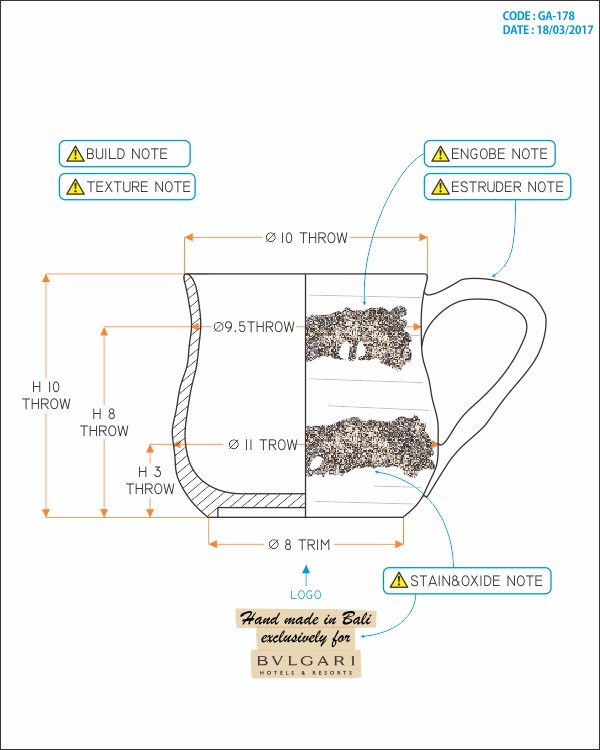 CODE : GA-178
DATE : 18/03/2017
BUILD NOTE
ENGOBE NOTE
TEXTURE NOTE
ESTRUDER NOTE
Ø 10 THROW
Ø9.5THROW
H 10
THROW
H 8
THROW
Ø 11 TROW
H 3
THROW
Ø 8 TRIM
STAIN&OXIDE NOTE
LOGO
Hand made in Bali
exclusively for
BVLGARI
HOTELS & RESORTS